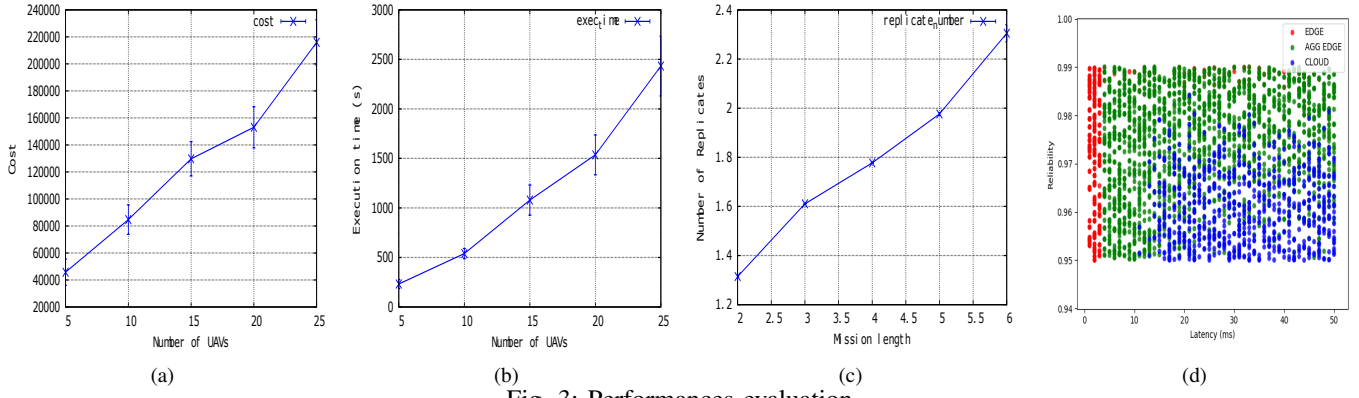 240000
220000
200000
180000
160000
140000
120000
100000
80000
60000
40000
20000
Cost
cost
5 10 15 20 25
Number of UAVs
(a)
3000
2500
2000
1500
1000
500
0
Execution time (s)
exec_time
5 10 15 20 25
Number of UAVs
(b)
2.4
2.2
2
1.8
1.6
1.4
1.2
Number of Replicates
replicate_number
2 2.5 3 3.5 4 4.5 5 5.5 6
Mission length
(c)
1.00
0.99
0.98
0.97
0.96
0.95
0.94
Reliability
EDGE
AGG EDGE
CLOUD
0 10 20 30 40 50
Latency (ms)
(d)
Fig. 3: Performances evaluation